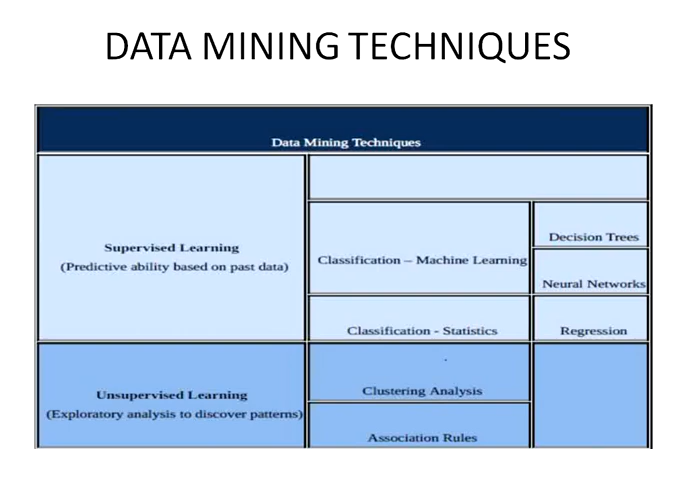 DATA MINING TECHNIQUES
Data Mining Techniques
Supervised Learning
(Predictive ability based on past data)
Classification – Machine Learning
Decision Trees
Neural Networks
Classification - Statistics
Regression
Unsupervised Learning
(Exploratory analysis to discover patterns)
Clustering Analysis
Association Rules